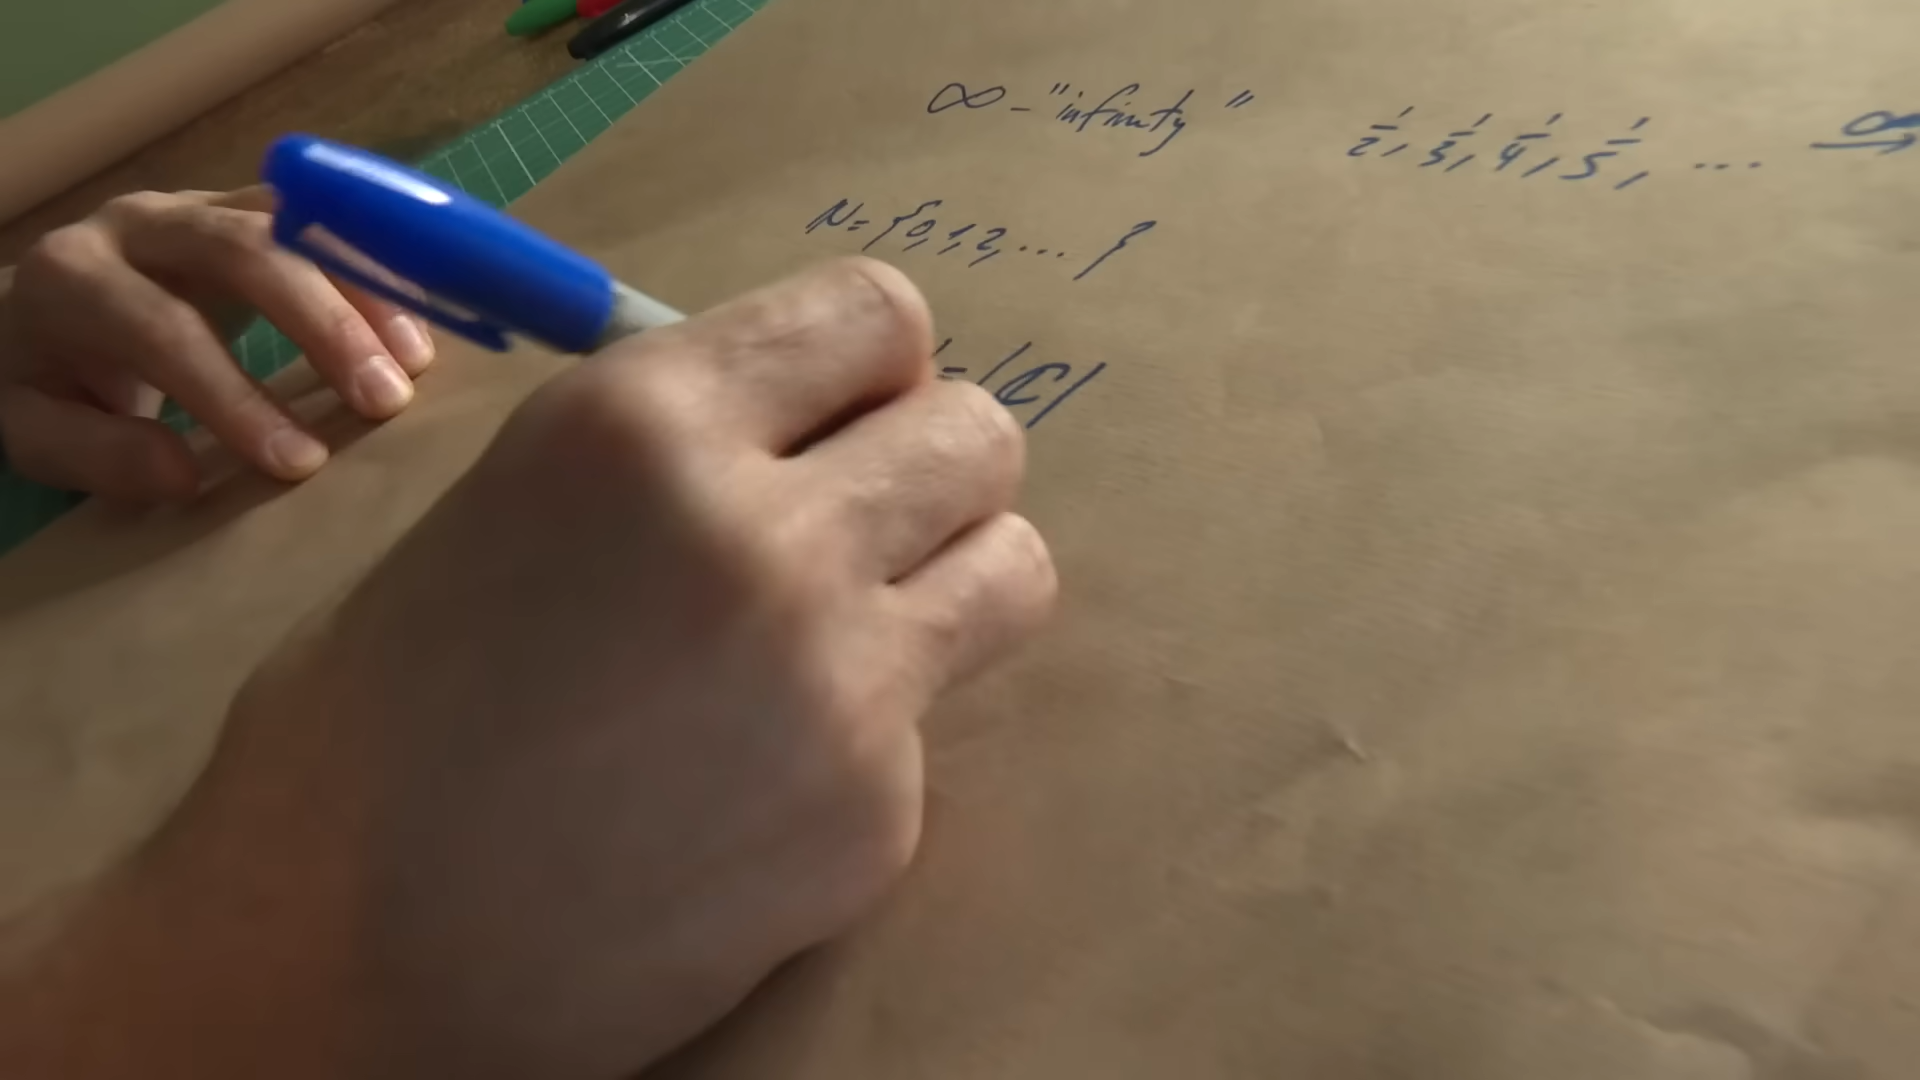 ∞ – "infinity"
1/2, 1/3, 1/4, 1/5, ... ∞
N = {0, 1, 2, ... }
= |ℂ|